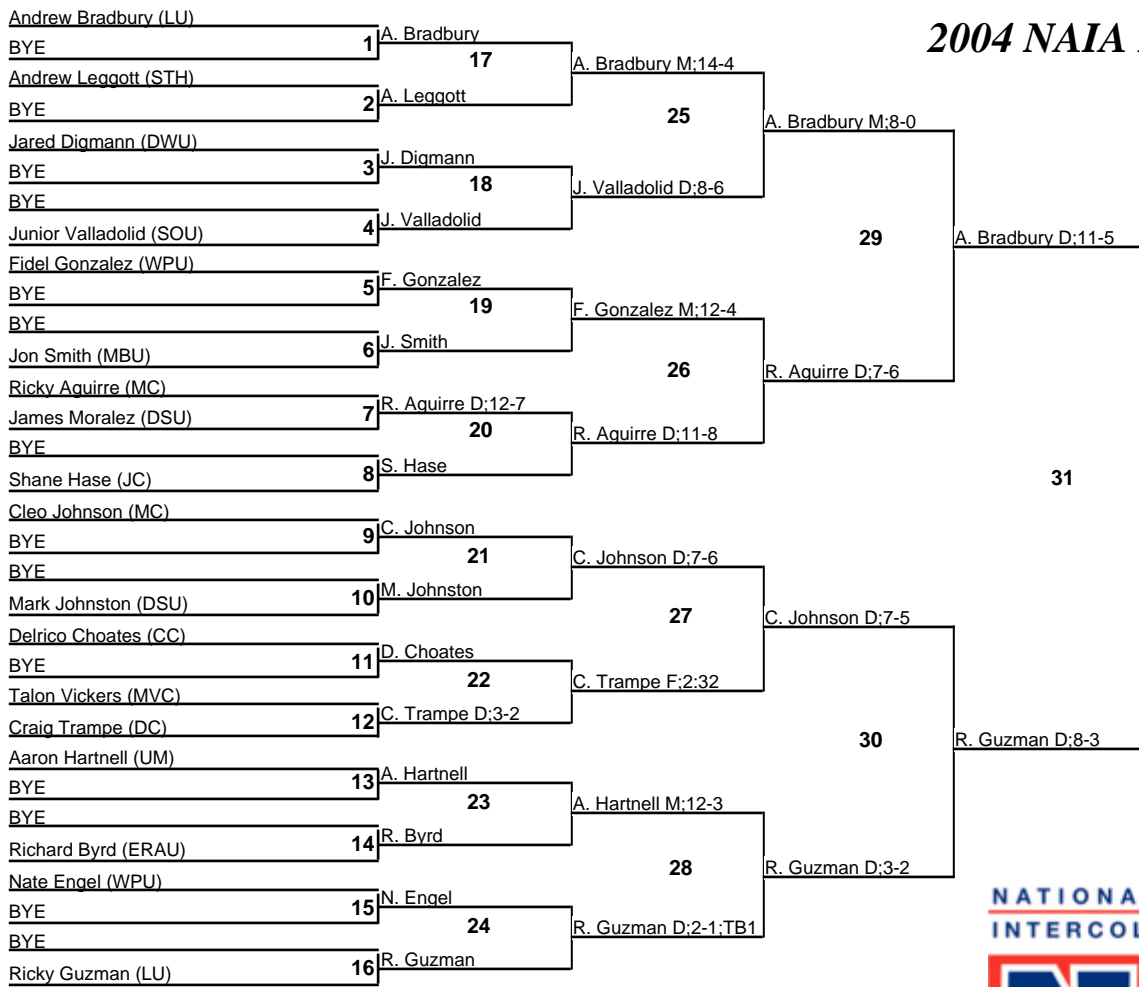 2004 NAIA
Andrew Bradbury (LU)
BYE
Andrew Leggott (STH)
BYE
Jared Digmann (DWU)
BYE
BYE
Junior Valladolid (SOU)
Fidel Gonzalez (WPU)
BYE
BYE
Jon Smith (MBU)
Ricky Aguirre (MC)
James Moralez (DSU)
BYE
Shane Hase (JC)
Cleo Johnson (MC)
BYE
BYE
Mark Johnston (DSU)
Delrico Choates (CC)
BYE
Talon Vickers (MVC)
Craig Trampe (DC)
Aaron Hartnell (UM)
BYE
BYE
Richard Byrd (ERAU)
Nate Engel (WPU)
BYE
BYE
Ricky Guzman (LU)
1 A. Bradbury
2 A. Leggott
3 J. Digmann
4 J. Valladolid
5 F. Gonzalez
6 J. Smith
7 R. Aguirre D;12-7
8 S. Hase
9 C. Johnson
10 M. Johnston
11 D. Choates
12 C. Trampe D;3-2
13 A. Hartnell
14 R. Byrd
15 N. Engel
16 R. Guzman
17
18
19
20
21
22
23
24
A. Bradbury M;14-4
J. Valladolid D;8-6
F. Gonzalez M;12-4
R. Aguirre D;11-8
C. Johnson D;7-6
C. Trampe F;2:32
A. Hartnell M;12-3
R. Guzman D;2-1;TB1
25
26
27
28
A. Bradbury M;8-0
R. Aguirre D;7-6
C. Johnson D;7-5
R. Guzman D;3-2
29
30
A. Bradbury D;11-5
R. Guzman D;8-3
31
NATIONA
INTERCOL